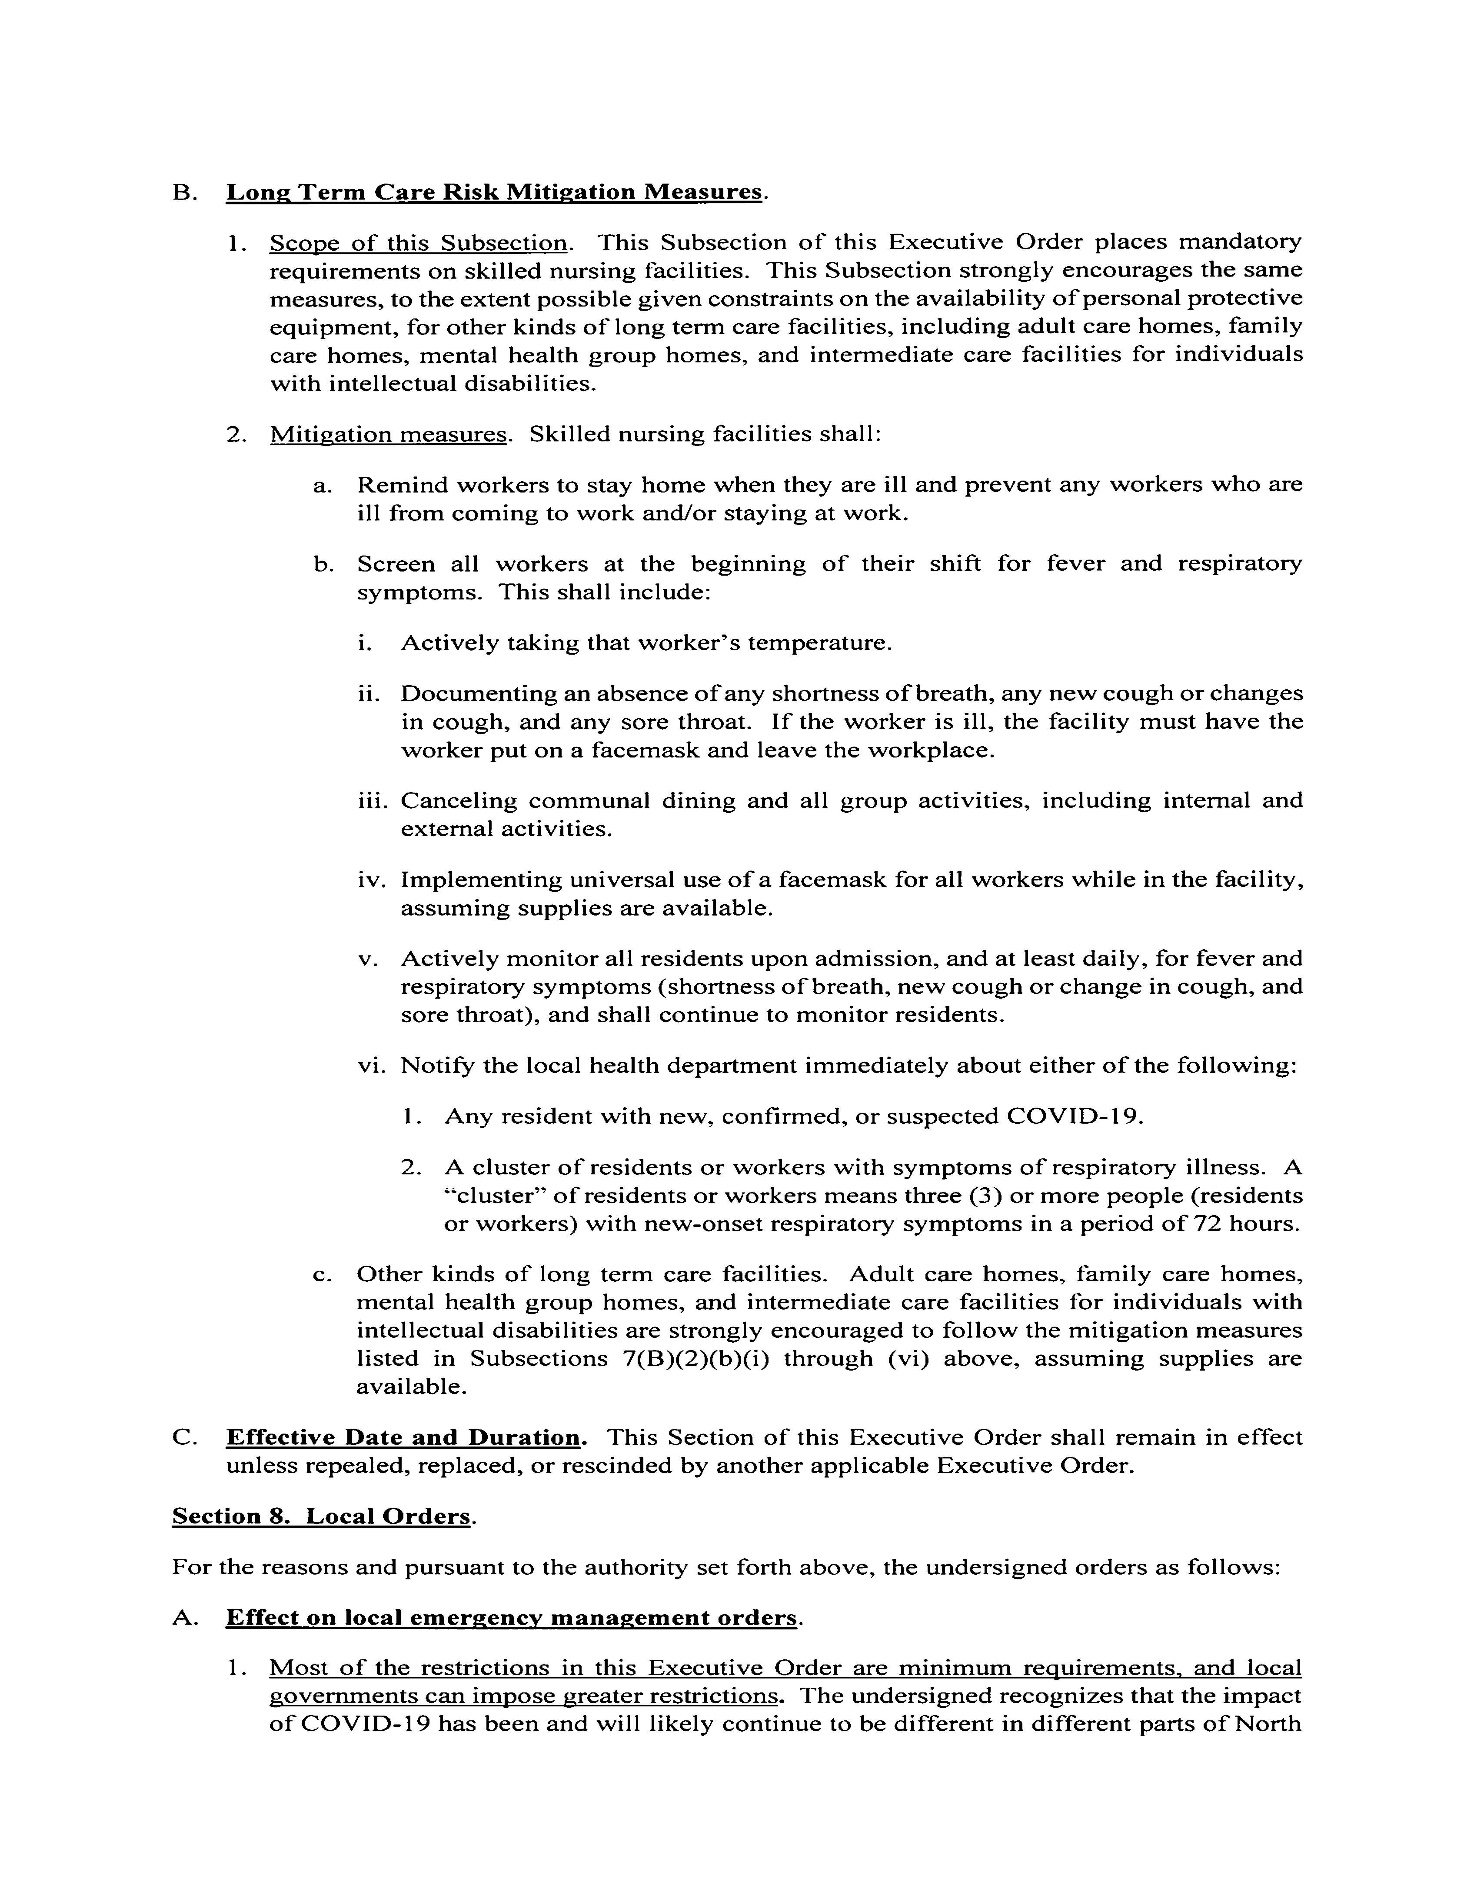 B. Long Term Care Risk Mitigation Measures.
1. Scope of this Subsection. This Subsection of this Executive Order places mandatory
requirements on skilled nursing facilities. This Subsection strongly encourages the same
measures, to the extent possible given constraints on the availability of personal protective
equipment, for other kinds of long term care facilities, including adult care homes, family
care homes, mental health group homes, and intermediate care facilities for individuals
with intellectual disabilities.
2. Mitigation measures. Skilled nursing facilities shall:
a. Remind workers to stay home when they are ill and prevent any workers who are
ill from coming to work and/or staying at work.
b. Screen all workers at the beginning of their shift for fever and respiratory
symptoms. This shall include:
i. Actively taking that worker's temperature.
ii. Documenting an absence of any shortness of breath, any new cough or changes
in cough, and any sore throat. If the worker is ill, the facility must have the
worker put on a facemask and leave the workplace.
iii. Canceling communal dining and all group activities, including internal and
external activities.
iv. Implementing universal use of a facemask for all workers while in the facility,
assuming supplies are available.
v. Actively monitor all residents upon admission, and at least daily, for fever and
respiratory symptoms (shortness of breath, new cough or change in cough, and
sore throat), and shall continue to monitor residents.
vi. Notify the local health department immediately about either of the following:
1. Any resident with new, confirmed, or suspected COVID-19.
2. A cluster of residents or workers with symptoms of respiratory illness. A
“cluster” of residents or workers means three (3) or more people (residents
or workers) with new-onset respiratory symptoms in a period of 72 hours.
c. Other kinds of long term care facilities. Adult care homes, family care homes,
mental health group homes, and intermediate care facilities for individuals with
intellectual disabilities are strongly encouraged to follow the mitigation measures
listed in Subsections 7(B)(2)(b)(i) through (vi) above, assuming supplies are
available.
C. Effective Date and Duration. This Section of this Executive Order shall remain in effect
unless repealed, replaced, or rescinded by another applicable Executive Order.
Section 8. Local Orders.
For the reasons and pursuant to the authority set forth above, the undersigned orders as follows:
A. Effect on local emergency management orders.
1. Most of the restrictions in this Executive Order are minimum requirements, and local
governments can impose greater restrictions. The undersigned recognizes that the impact
of COVID-19 has been and will likely continue to be different in different parts of North